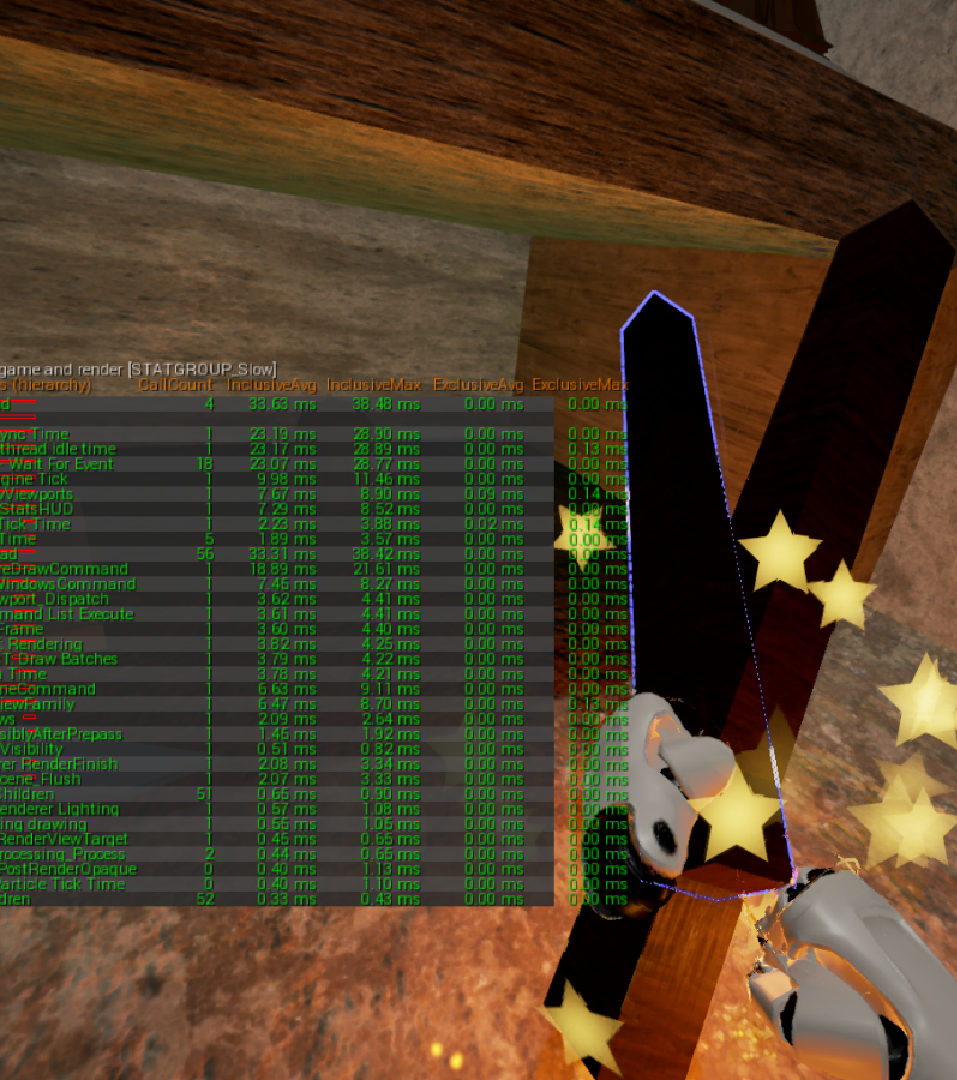 game and render [STATGROUP_Slow]
s (hierarchy) CallCount InclusiveAvg InclusiveMax ExclusiveAvg ExclusiveMax
d 4 33.63 ms 38.48 ms 0.00 ms 0.00 ms
ync Time 1 23.19 ms 28.90 ms 0.00 ms 0.00 ms
thread idle time 1 23.17 ms 28.89 ms 0.00 ms 0.13 ms
Wait For Event 18 23.07 ms 28.77 ms 0.00 ms 0.00 ms
gine Tick 1 9.98 ms 11.46 ms 0.00 ms 0.00 ms
wViewports 1 7.67 ms 8.90 ms 0.09 ms 0.14 ms
StatsHUD 1 7.29 ms 8.52 ms 0.00 ms 0.00 ms
Tick Time 1 2.23 ms 3.88 ms 0.02 ms 0.14 ms
Time 5 1.89 ms 3.57 ms 0.00 ms 0.00 ms
ad 56 33.31 ms 38.42 ms 0.00 ms 0.00 ms
eDrawCommand 1 18.89 ms 21.61 ms 0.00 ms 0.00 ms
WindowsCommand 1 7.45 ms 8.27 ms 0.00 ms 0.00 ms
wport_Dispatch 1 3.62 ms 4.41 ms 0.00 ms 0.00 ms
mmand List Execute 1 3.61 ms 4.41 ms 0.00 ms 0.00 ms
Frame 1 3.60 ms 4.40 ms 0.00 ms 0.00 ms
: Rendering 1 3.82 ms 4.25 ms 0.00 ms 0.00 ms
T: Draw Batches 1 3.79 ms 4.22 ms 0.00 ms 0.00 ms
n Time 1 3.78 ms 4.21 ms 0.00 ms 0.00 ms
neCommand 1 6.63 ms 9.11 ms 0.00 ms 0.00 ms
iewFamily 1 6.47 ms 8.70 ms 0.00 ms 0.13 ms
ws 1 2.09 ms 2.64 ms 0.00 ms 0.00 ms
siblyAfterPrepass 1 1.45 ms 1.92 ms 0.00 ms 0.00 ms
Visibility 1 0.51 ms 0.82 ms 0.00 ms 0.00 ms
rer RenderFinish 1 2.08 ms 3.34 ms 0.00 ms 0.00 ms
cene_Flush 1 2.07 ms 3.33 ms 0.00 ms 0.00 ms
Children 51 0.65 ms 0.90 ms 0.00 ms 0.00 ms
enderer Lighting 1 0.57 ms 1.08 ms 0.00 ms 0.00 ms
ing drawing 1 0.55 ms 1.05 ms 0.00 ms 0.00 ms
RenderViewTarget 1 0.45 ms 0.65 ms 0.00 ms 0.00 ms
rocessing_Process 2 0.44 ms 0.65 ms 0.00 ms 0.00 ms
PostRenderOpaque 0 0.40 ms 1.13 ms 0.00 ms 0.00 ms
Particle Tick Time 0 0.40 ms 1.10 ms 0.00 ms 0.00 ms
dren 52 0.33 ms 0.43 ms 0.00 ms 0.00 ms